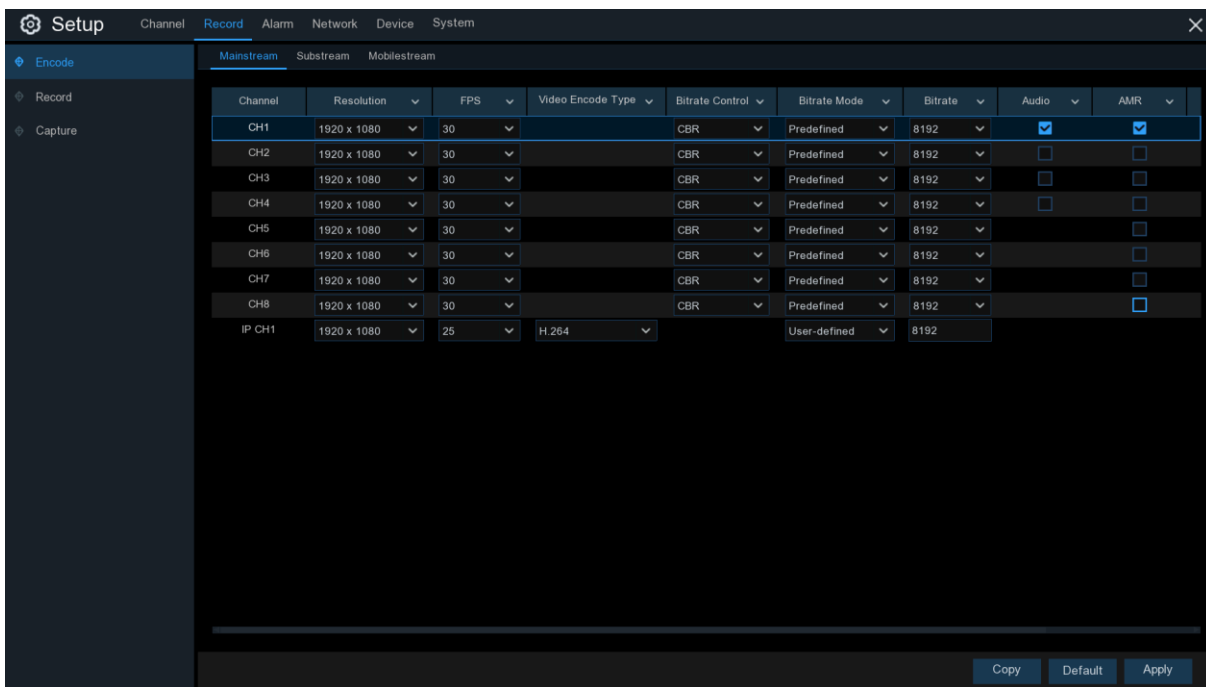 Setup Channel Record Alarm Network Device System
Encode
Record
Capture
Mainstream Substream Mobilestream
Channel Resolution FPS Video Encode Type Bitrate Control Bitrate Mode Bitrate Audio AMR
CH1 1920 x 1080 30 CBR Predefined 8192
CH2 1920 x 1080 30 CBR Predefined 8192
CH3 1920 x 1080 30 CBR Predefined 8192
CH4 1920 x 1080 30 CBR Predefined 8192
CH5 1920 x 1080 30 CBR Predefined 8192
CH6 1920 x 1080 30 CBR Predefined 8192
CH7 1920 x 1080 30 CBR Predefined 8192
CH8 1920 x 1080 30 CBR Predefined 8192
IP CH1 1920 x 1080 25 H.264 User-defined 8192
Copy Default Apply